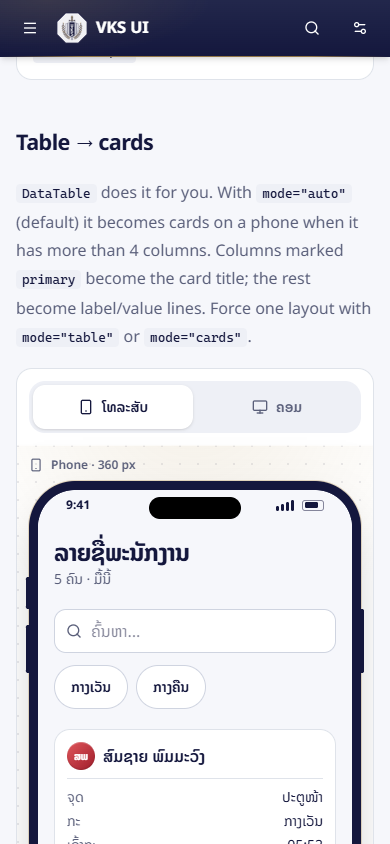 VKS UI
Table → cards
DataTable does it for you. With mode="auto"
(default) it becomes cards on a phone when it
has more than 4 columns. Columns marked
primary become the card title; the rest
become label/value lines. Force one layout with
mode="table" or mode="cards".
ໂທລະສັບ
ຄອມ
Phone · 360 px
9:41
ລາຍຊື່ພະນັກງານ
5 ຄົນ · ມື້ນີ້
ຄົ້ນຫາ...
ກາງເວັນ
ກາງຄືນ
ສພ
ສົມຊາຍ ພົມມະວົງ
ຈຸດ
ປະຕູໜ້າ
ກະ
ກາງເວັນ